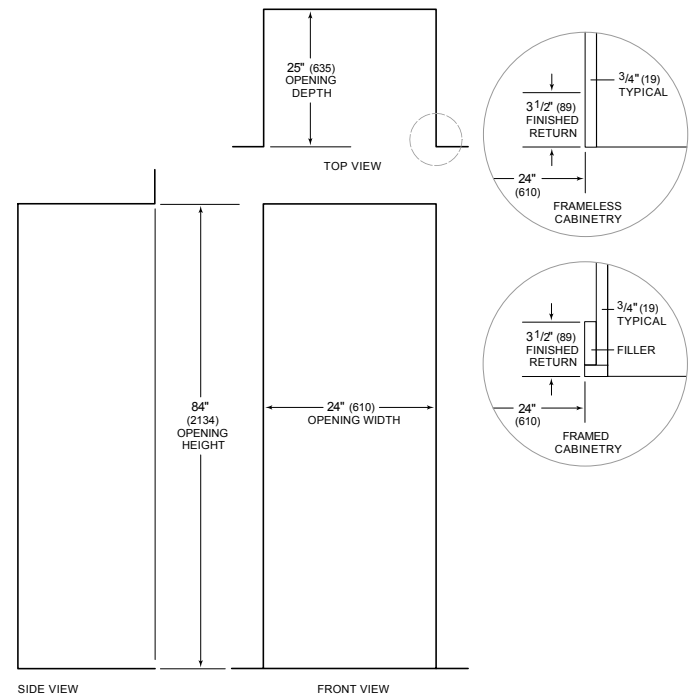 25" (635)
OPENING
DEPTH
TOP VIEW
3/4" (19)
TYPICAL
3 1/2" (89)
FINISHED
RETURN
24"
(610)
FRAMELESS
CABINETRY
3/4" (19)
TYPICAL
3 1/2" (89)
FINISHED
RETURN
FILLER
24"
(610)
FRAMED
CABINETRY
84"
(2134)
OPENING
HEIGHT
24" (610)
OPENING WIDTH
SIDE VIEW
FRONT VIEW